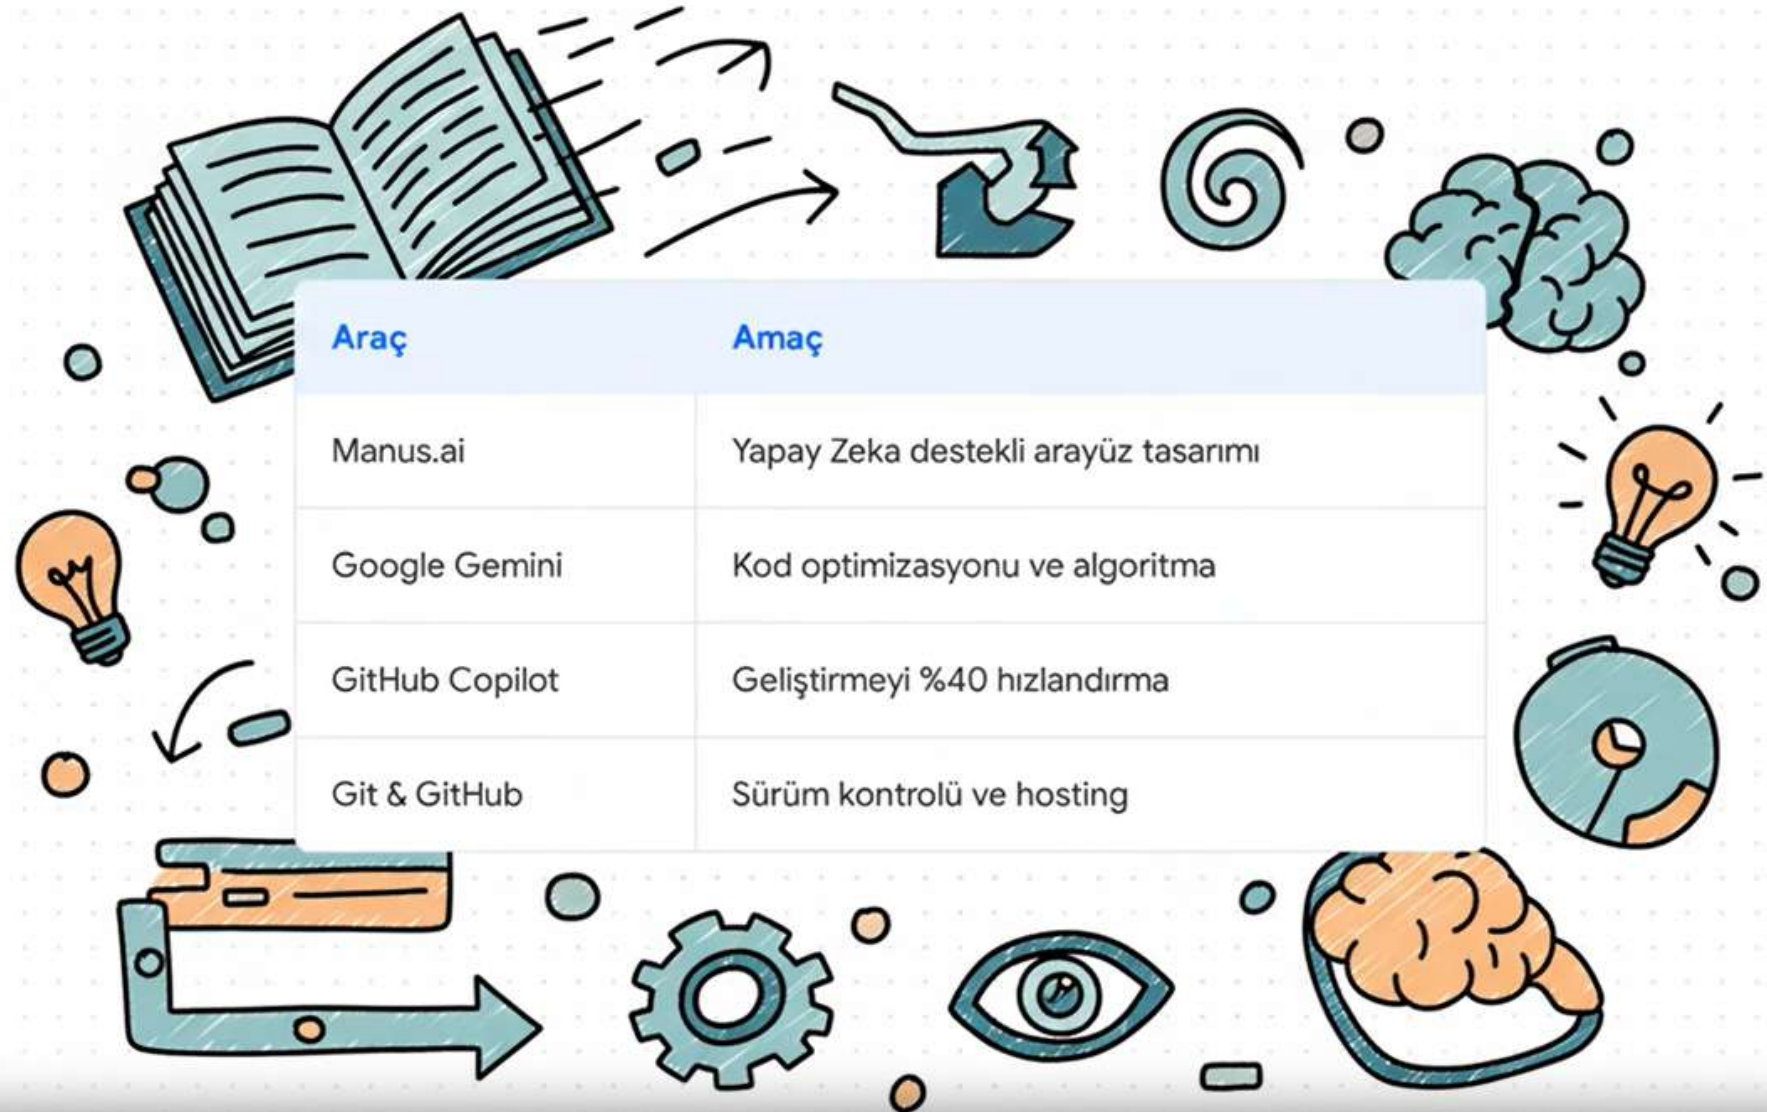 Araç Amaç
Manus.ai Yapay Zeka destekli arayüz tasarımı
Google Gemini Kod optimizasyonu ve algoritma
GitHub Copilot Geliştirmeyi %40 hızlandırma
Git & GitHub Sürüm kontrolü ve hosting